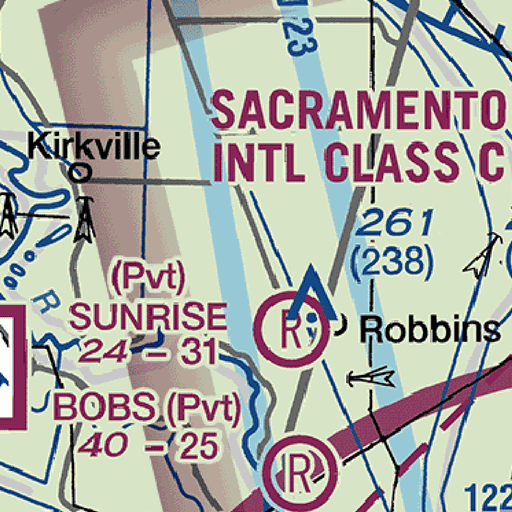 23
SACRAMENTO
INTL CLASS C
Kirkville
261
(238)
(Pvt)
SUNRISE
24 – 31
R
R
Robbins
BOBS (Pvt)
40 – 25
R
122